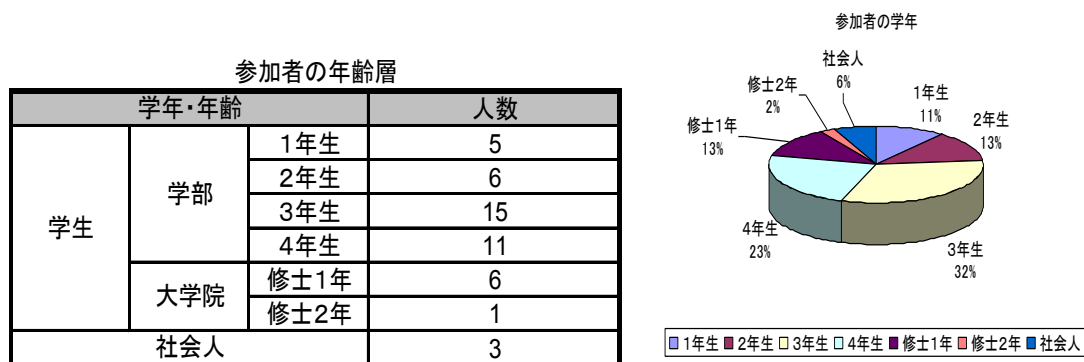 参加者の年齢層
学年・年齢 人数
学生 学部 1年生 5
2年生 6
3年生 15
4年生 11
大学院 修士1年 6
修士2年 1
社会人 3
参加者の学年
社会人
6%
修士2年
2%
修士1年
13%
1年生
11%
2年生
13%
4年生
23%
3年生
32%
1年生 2年生 3年生 4年生 修士1年 修士2年 社会人